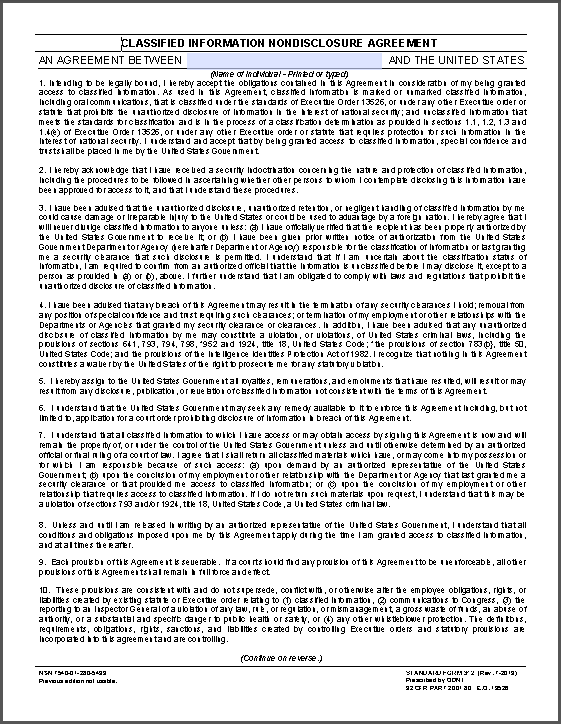 CLASSIFIED INFORMATION NONDISCLOSURE AGREEMENT
AN AGREEMENT BETWEEN AND THE UNITED STATES
(Name of Individual - Printed or typed)
1. Intending to be legally bound, I hereby accept the obligations contained in this Agreement in consideration of my being granted
access to classified information. As used in this Agreement, classified information is marked or unmarked classified information,
including oral communications, that is classified under the standards of Executive Order 13526, or under any other Executive order or
statute that prohibits the unauthorized disclosure of information in the interest of national security; and unclassified information that
meets the standards for classification and is in the process of a classification determination as provided in sections 1.1, 1.2, 1.3 and
1.4(e) of Executive Order 13526, or under any other Executive order or statute that requires protection for such information in the
interest of national security. I understand and accept that by being granted access to classified information, special confidence and
trust shall be placed in me by the United States Government.
2. I hereby acknowledge that I have received a security indoctrination concerning the nature and protection of classified information,
including the procedures to be followed in ascertaining whether other persons to whom I contemplate disclosing this information have
been approved for access to it, and that I understand these procedures.
3. I have been advised that the unauthorized disclosure, unauthorized retention, or negligent handling of classified information by me
could cause damage or irreparable injury to the United States or could be used to advantage by a foreign nation. I hereby agree that I
will never divulge classified information to anyone unless: (a) I have officially verified that the recipient has been properly authorized by
the United States Government to receive it; or (b) I have been given prior written notice of authorization from the United States
Government Department or Agency (hereinafter Department or Agency) responsible for the classification of information or last granting
me a security clearance that such disclosure is permitted. I understand that if I am uncertain about the classification status of
information, I am required to confirm from an authorized official that the information is unclassified before I may disclose it, except to a
person as provided in (a) or (b), above. I further understand that I am obligated to comply with laws and regulations that prohibit the
unauthorized disclosure of classified information.
4. I have been advised that any breach of this Agreement may result in the termination of any security clearances I hold; removal from
any position of special confidence and trust requiring such clearances; or termination of my employment or other relationships with the
Departments or Agencies that granted my security clearance or clearances. In addition, I have been advised that any unauthorized
disclosure of classified information by me may constitute a violation, or violations, of United States criminal laws, including the
provisions of sections 641, 793, 794, 798, *952 and 1924, title 18, United States Code; *the provisions of section 783(b), title 50,
United States Code; and the provisions of the Intelligence Identities Protection Act of 1982. I recognize that nothing in this Agreement
constitutes a waiver by the United States of the right to prosecute me for any statutory violation.
5. I hereby assign to the United States Government all royalties, remunerations, and emoluments that have resulted, will result or may
result from any disclosure, publication, or revelation of classified information not consistent with the terms of this Agreement.
6. I understand that the United States Government may seek any remedy available to it to enforce this Agreement including, but not
limited to, application for a court order prohibiting disclosure of information in breach of this Agreement.
7. I understand that all classified information to which I have access or may obtain access by signing this Agreement is now and will
remain the property of, or under the control of the United States Government unless and until otherwise determined by an authorized
official or final ruling of a court of law. I agree that I shall return all classified materials which have, or may come into my possession or
for which I am responsible because of such access: (a) upon demand by an authorized representative of the United States
Government; (b) upon the conclusion of my employment or other relationship with the Department or Agency that last granted me a
security clearance or that provided me access to classified information; or (c) upon the conclusion of my employment or other
relationship that requires access to classified information. If I do not return such materials upon request, I understand that this may be
a violation of sections 793 and/or 1924, title 18, United States Code, a United States criminal law.
8. Unless and until I am released in writing by an authorized representative of the United States Government, I understand that all
conditions and obligations imposed upon me by this Agreement apply during the time I am granted access to classified information,
and at all times thereafter.
9. Each provision of this Agreement is severable. If a court should find any provision of this Agreement to be unenforceable, all other
provisions of this Agreement shall remain in full force and effect.
10. These provisions are consistent with and do not supersede, conflict with, or otherwise alter the employee obligations, rights, or
liabilities created by existing statute or Executive order relating to (1) classified information, (2) communications to Congress, (3) the
reporting to an Inspector General of a violation of any law, rule, or regulation, or mismanagement, a gross waste of funds, an abuse of
authority, or a substantial and specific danger to public health or safety, or (4) any other whistleblower protection. The definitions,
requirements, obligations, rights, sanctions, and liabilities created by controlling Executive orders and statutory provisions are
incorporated into this agreement and are controlling.
(Continue on reverse.)
NSN 7540-01-280-5499
Previous edition not usable.
STANDARD FORM 312 (Rev. 7-2013)
Prescribed by ODNI
32 CFR PART 2001.80 E.O. 13526